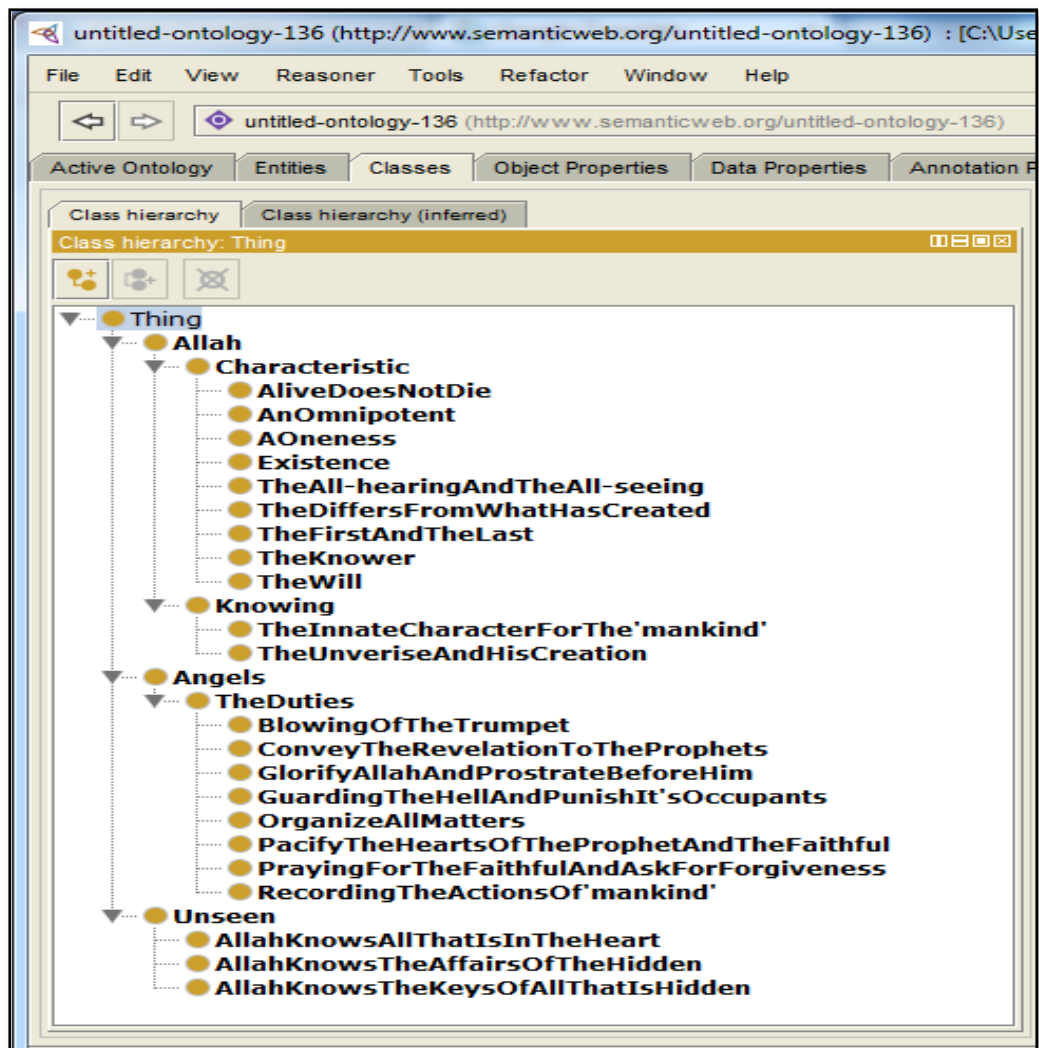 untitled-ontology-136 (http://www.semanticweb.org/untitled-ontology-136) : [C:\Use
File Edit View Reasoner Tools Refactor Window Help
untitled-ontology-136 (http://www.semanticweb.org/untitled-ontology-136)
Active Ontology Entities Classes Object Properties Data Properties Annotation P
Class hierarchy Class hierarchy (inferred)
Class hierarchy: Thing
Thing
Allah
Characteristic
AliveDoesNotDie
AnOmnipotent
AOneness
Existence
TheAll-hearingAndTheAll-seeing
TheDiffersFromWhatHasCreated
TheFirstAndTheLast
TheKnower
TheWill
Knowing
TheInnateCharacterForThe'mankind'
TheUnveriseAndHisCreation
Angels
TheDuties
BlowingOfTheTrumpet
ConveyTheRevelationToTheProphets
GlorifyAllahAndProstrateBeforeHim
GuardingTheHellAndPunishIt'sOccupants
OrganizeAllMatters
PacifyTheHeartsOfTheProphetAndTheFaithful
PrayingForTheFaithfulAndAskForForgiveness
RecordingTheActionsOf'mankind'
Unseen
AllahKnowsAllThatIsInTheHeart
AllahKnowsTheAffairsOfTheHidden
AllahKnowsTheKeysOfAllThatIsHidden